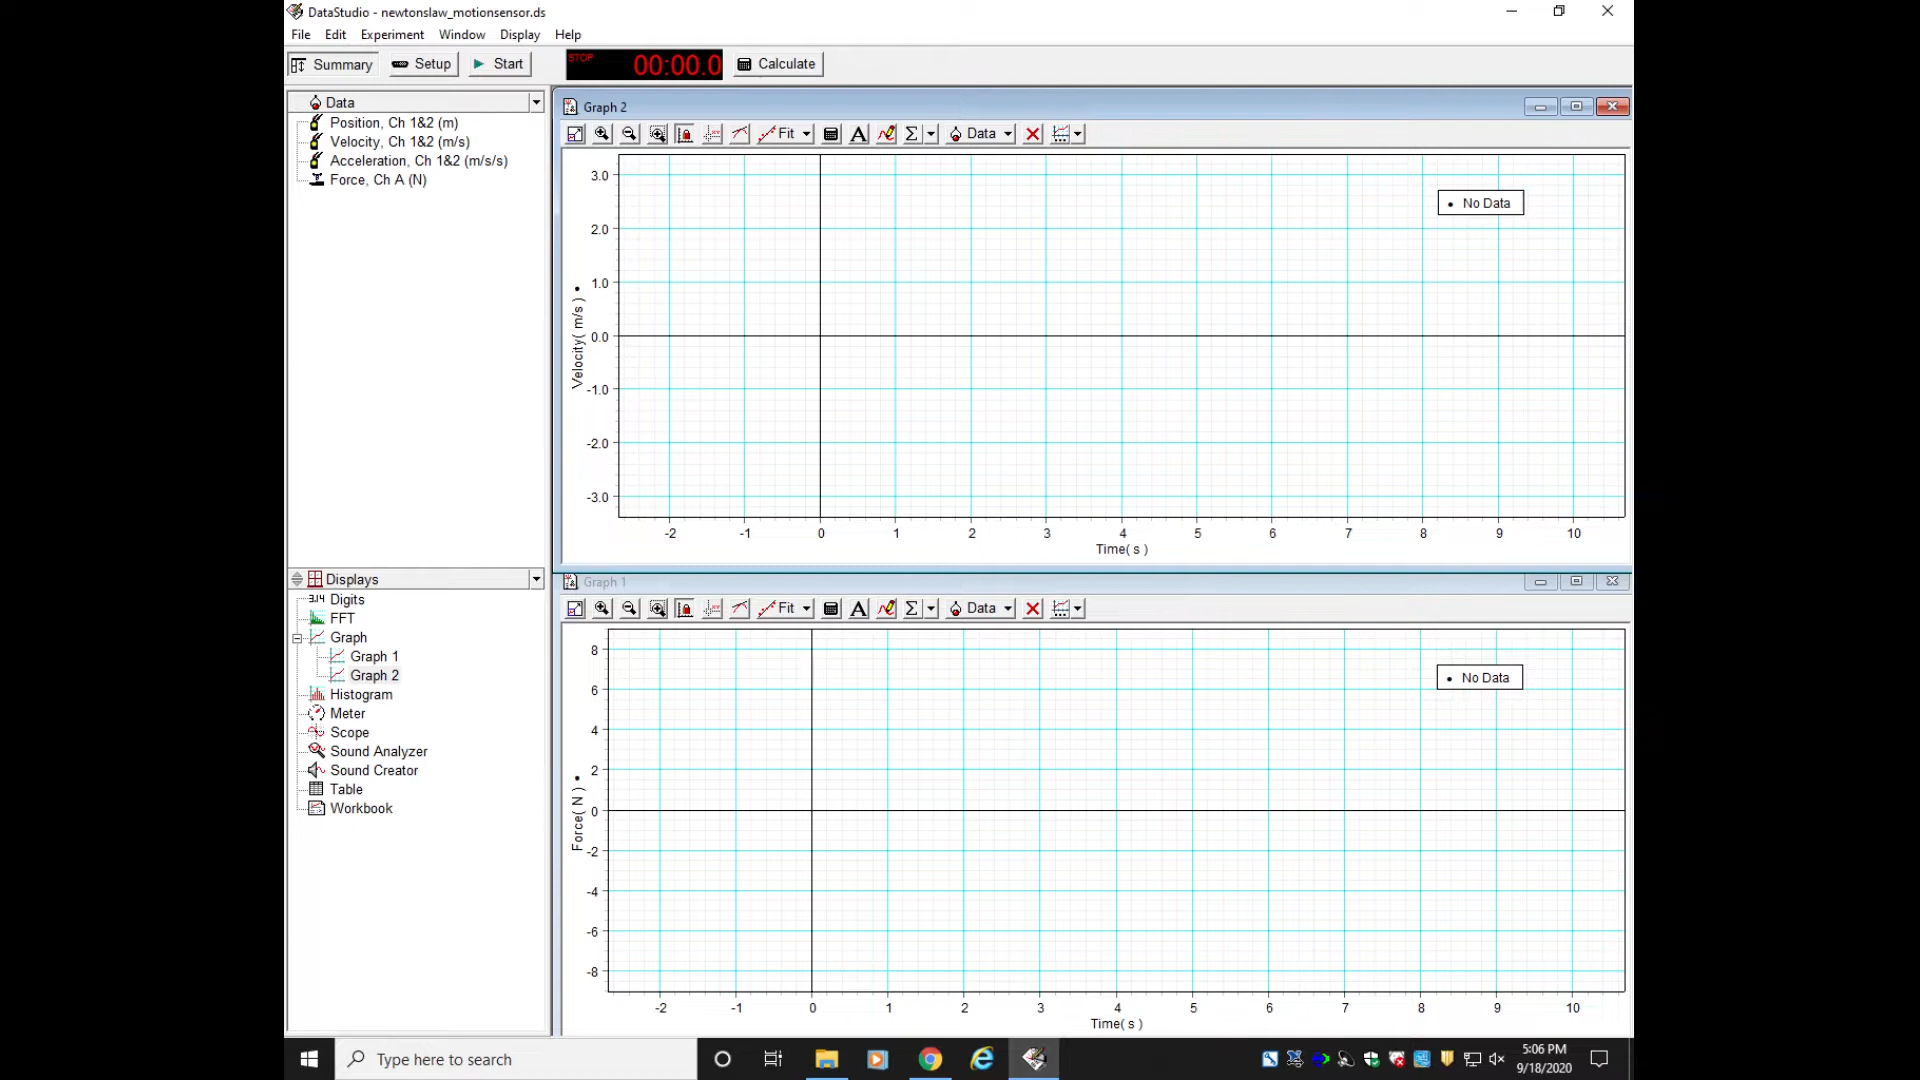 DataStudio - newtonslaw_motionsensor.ds
File Edit Experiment Window Display Help
Summary Setup Start STOP 00:00.0 Calculate
Data
Position, Ch 1&2 (m)
Velocity, Ch 1&2 (m/s)
Acceleration, Ch 1&2 (m/s/s)
Force, Ch A (N)
Displays
3.14 Digits
FFT
Graph
Graph 1
Graph 2
Histogram
Meter
Scope
Sound Analyzer
Sound Creator
Table
Workbook
Graph 2
Fit A Σ Data
No Data
Velocity( m/s )
3.0
2.0
1.0
0.0
-1.0
-2.0
-3.0
-2 -1 0 1 2 3 4 5 6 7 8 9 10
Time( s )
Graph 1
Fit A Σ Data
No Data
Force( N )
8
6
4
2
0
-2
-4
-6
-8
-2 -1 0 1 2 3 4 5 6 7 8 9 10
Time( s )
Type here to search
5:06 PM
9/18/2020